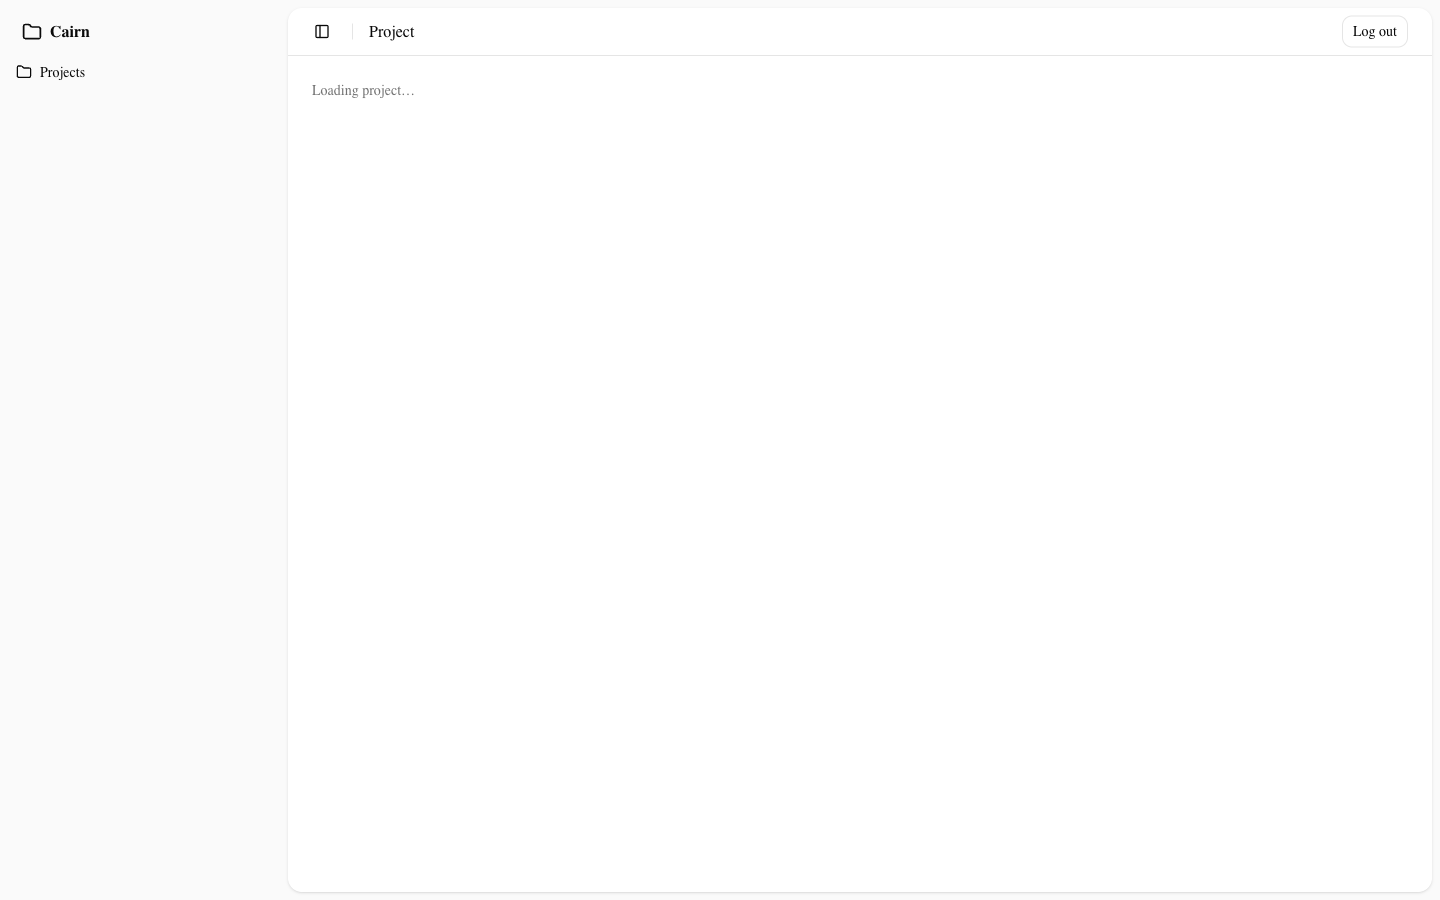 Cairn
Projects
Project
Log out
Loading project…